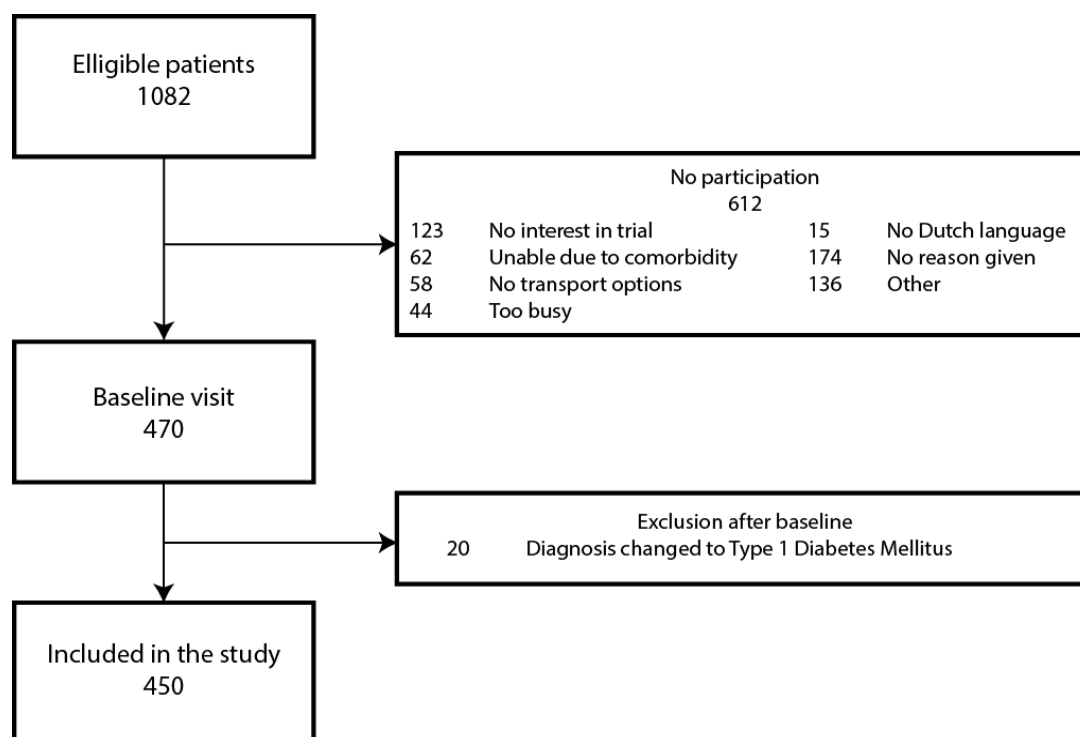 Elligible patients
1082
No participation
612
123 No interest in trial 15 No Dutch language
62 Unable due to comorbidity 174 No reason given
58 No transport options 136 Other
44 Too busy
Baseline visit
470
Exclusion after baseline
20 Diagnosis changed to Type 1 Diabetes Mellitus
Included in the study
450